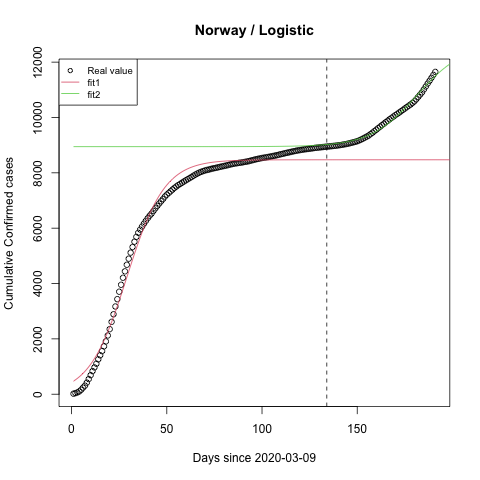 Norway / Logistic
Real value
fit1
fit2
Cumulative Confirmed cases
12000
10000
8000
6000
4000
2000
0
0 50 100 150
Days since 2020-03-09